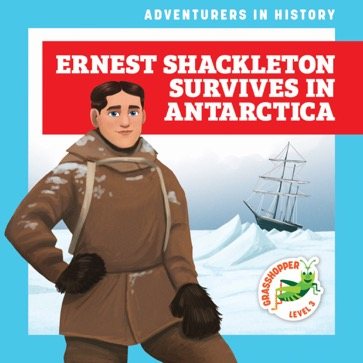 ADVENTURERS IN HISTORY
ERNEST SHACKLETON
SURVIVES IN
ANTARCTICA
GRASSHOPPER
LEVEL 3